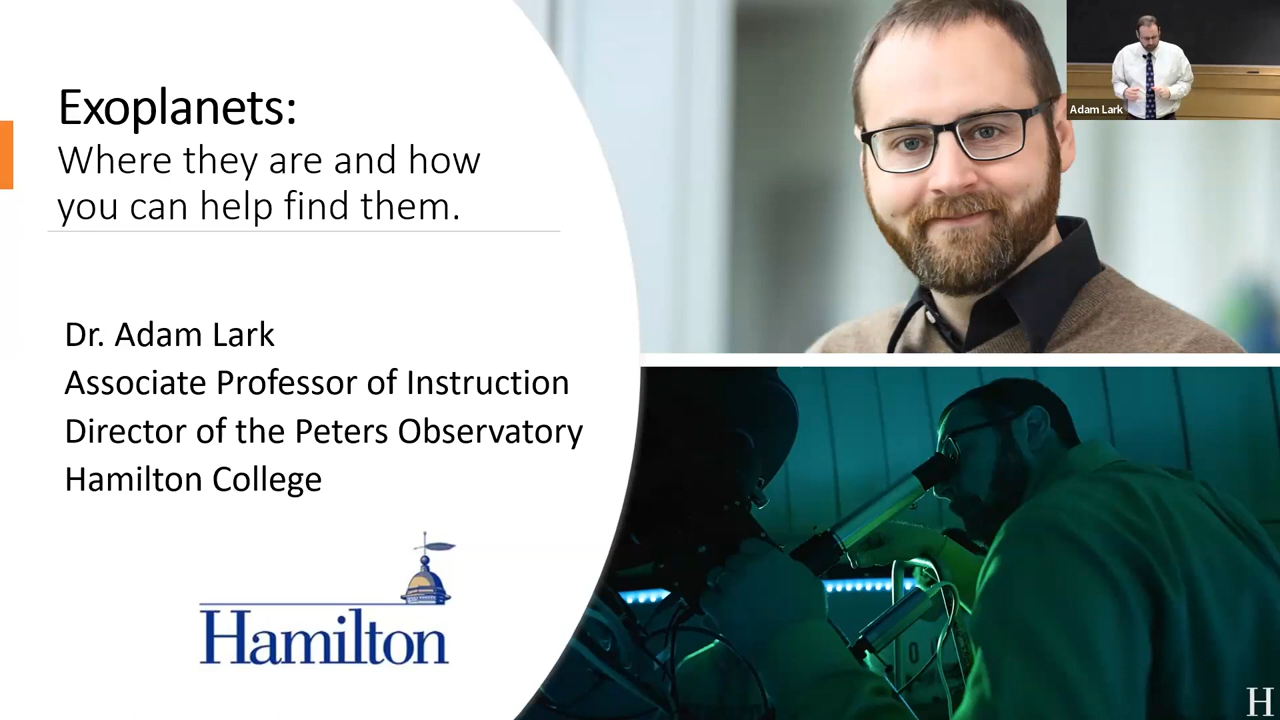 Exoplanets:
Where they are and how
you can help find them.
Dr. Adam Lark
Associate Professor of Instruction
Director of the Peters Observatory
Hamilton College
Hamilton
Adam Lark
H